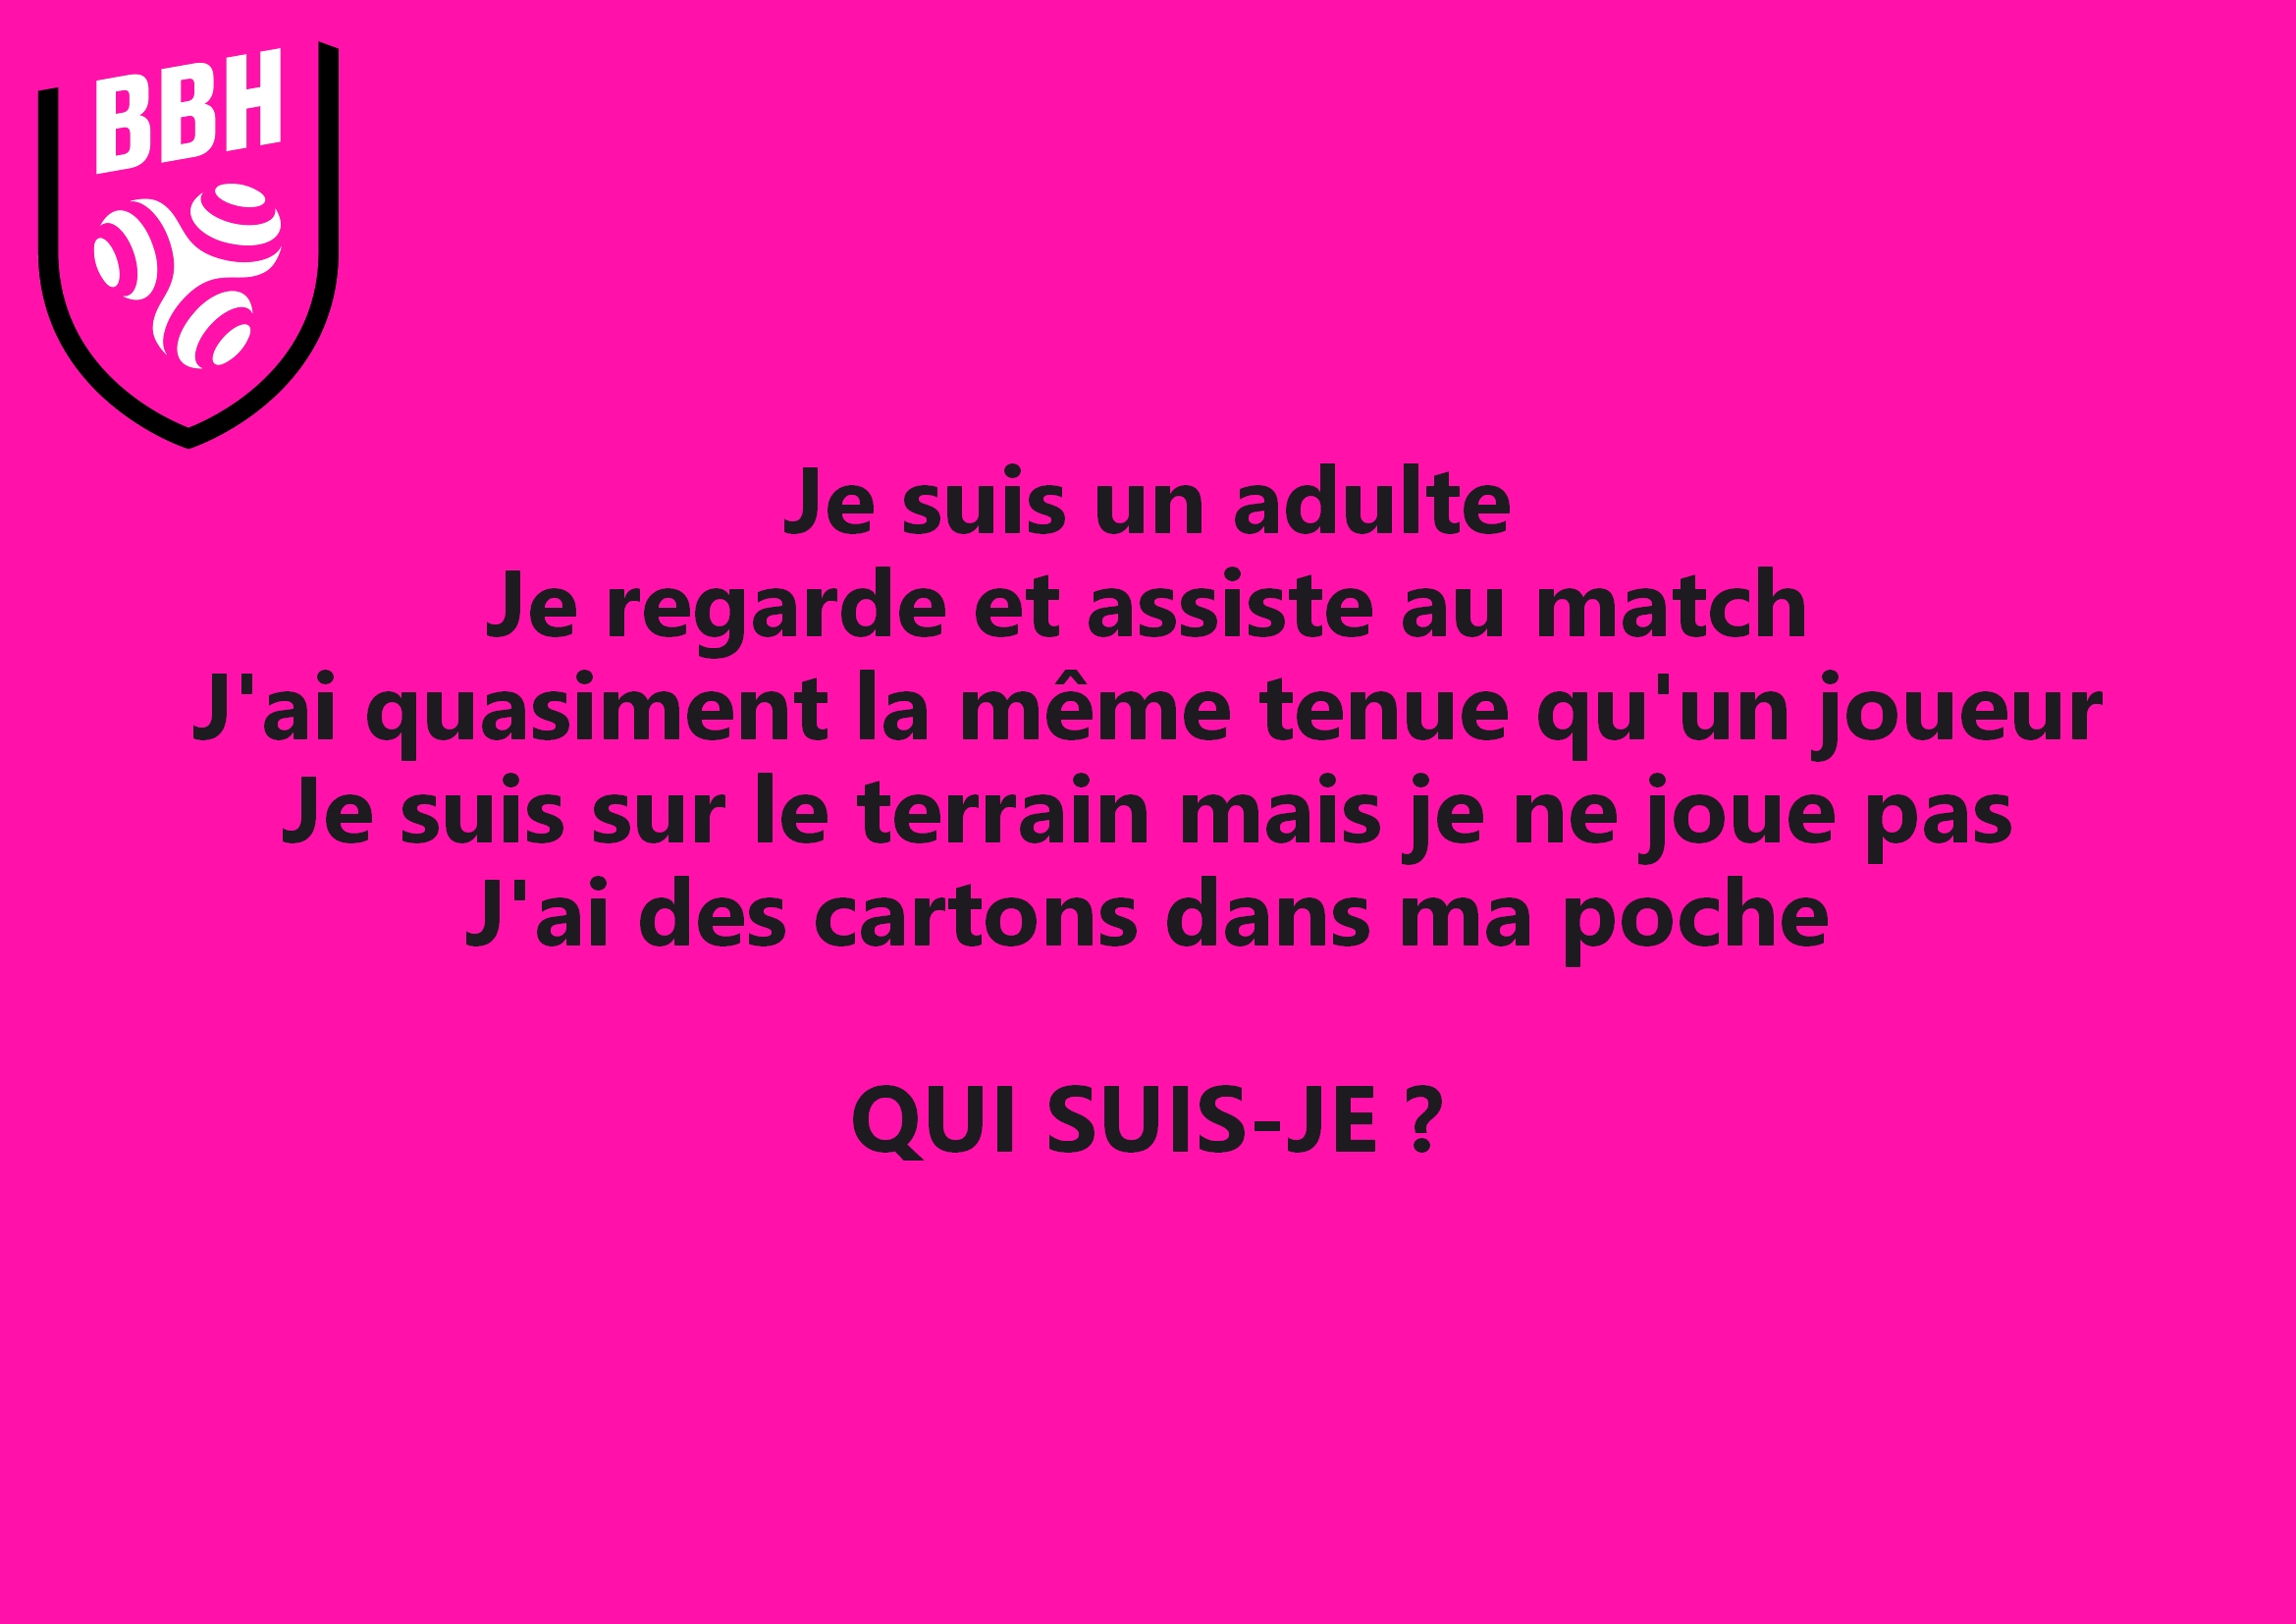 BBH
Je suis un adulte
Je regarde et assiste au match
J'ai quasiment la même tenue qu'un joueur
Je suis sur le terrain mais je ne joue pas
J'ai des cartons dans ma poche
QUI SUIS-JE ?